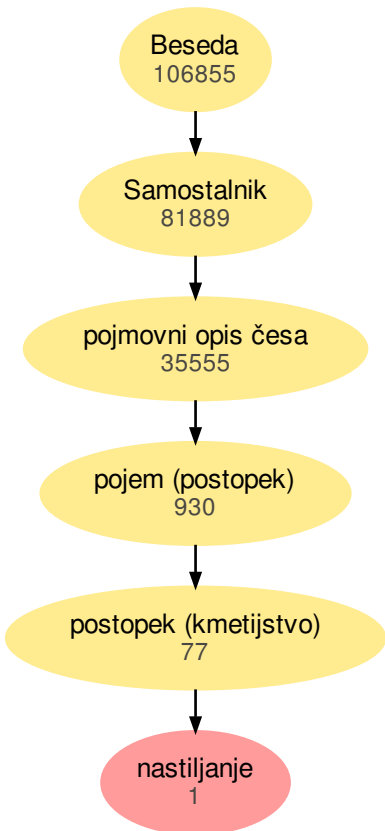 Beseda
106855
Samostalnik
81889
pojmovni opis česa
35555
pojem (postopek)
930
postopek (kmetijstvo)
77
nastiljanje
1